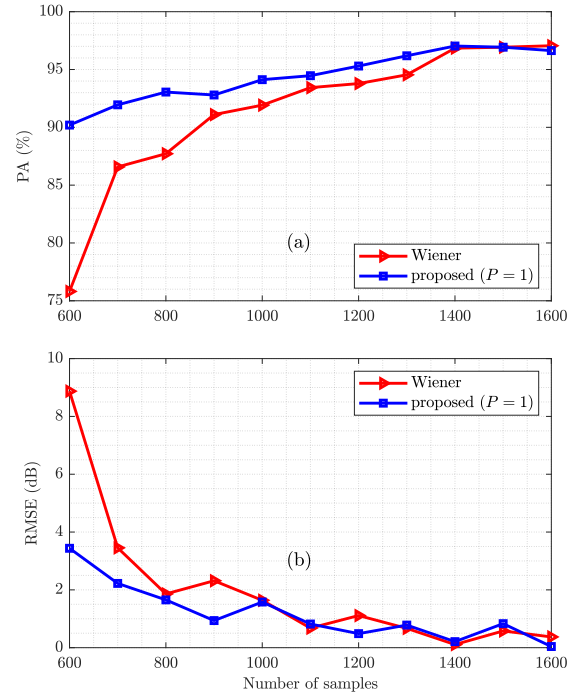 100
95
90
85
80
75
PA (%)
(a)
Wiener
proposed (P = 1)
600 800 1000 1200 1400 1600
10
8
6
4
2
0
RMSE (dB)
Wiener
proposed (P = 1)
(b)
600 800 1000 1200 1400 1600
Number of samples